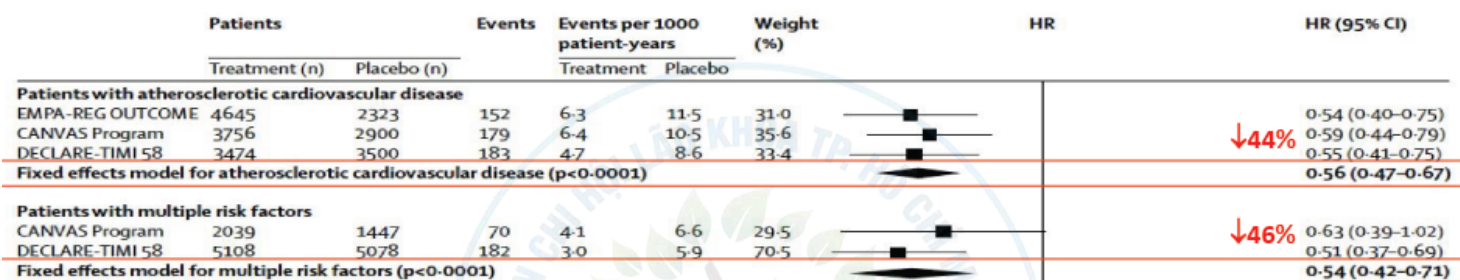 Patients Events Events per 1000 patient-years Weight (%) HR HR (95% CI)
Treatment (n) Placebo (n) Treatment Placebo
Patients with atherosclerotic cardiovascular disease
EMPA-REG OUTCOME 4645 2323 152 6·3 11·5 31·0 0·54 (0·40–0·75)
CANVAS Program 3756 2900 179 6·4 10·5 35·6 ↓44% 0·59 (0·44–0·79)
DECLARE-TIMI 58 3474 3500 183 4·7 8·6 33·4 0·55 (0·41–0·75)
Fixed effects model for atherosclerotic cardiovascular disease (p<0·0001) 0·56 (0·47–0·67)
Patients with multiple risk factors
CANVAS Program 2039 1447 70 4·1 6·6 29·5 ↓46% 0·63 (0·39–1·02)
DECLARE-TIMI 58 5108 5078 182 3·0 5·9 70·5 0·51 (0·37–0·69)
Fixed effects model for multiple risk factors (p<0·0001) 0·54 (0·42–0·71)
CHI HỘI LÃO KHOA TP. HỒ CHÍ